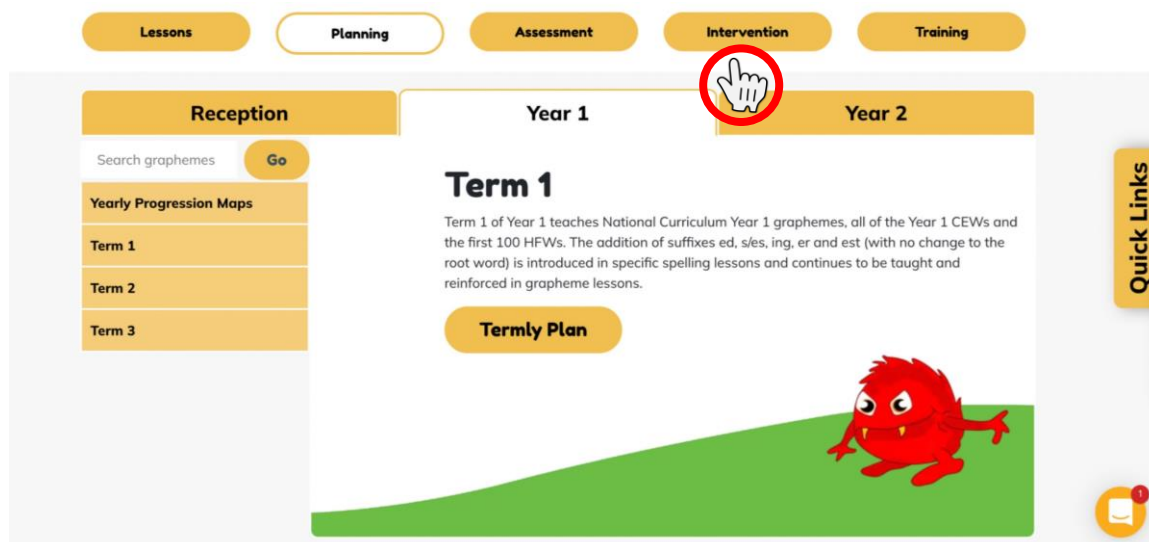 Lessons
Planning
Assessment
Intervention
Training
Reception
Year 1
Year 2
Search graphemes
Go
Yearly Progression Maps
Term 1
Term 2
Term 3
Term 1
Term 1 of Year 1 teaches National Curriculum Year 1 graphemes, all of the Year 1 CEWs and
the first 100 HFWs. The addition of suffixes ed, s/es, ing, er and est (with no change to the
root word) is introduced in specific spelling lessons and continues to be taught and
reinforced in grapheme lessons.
Termly Plan
Quick Links
1